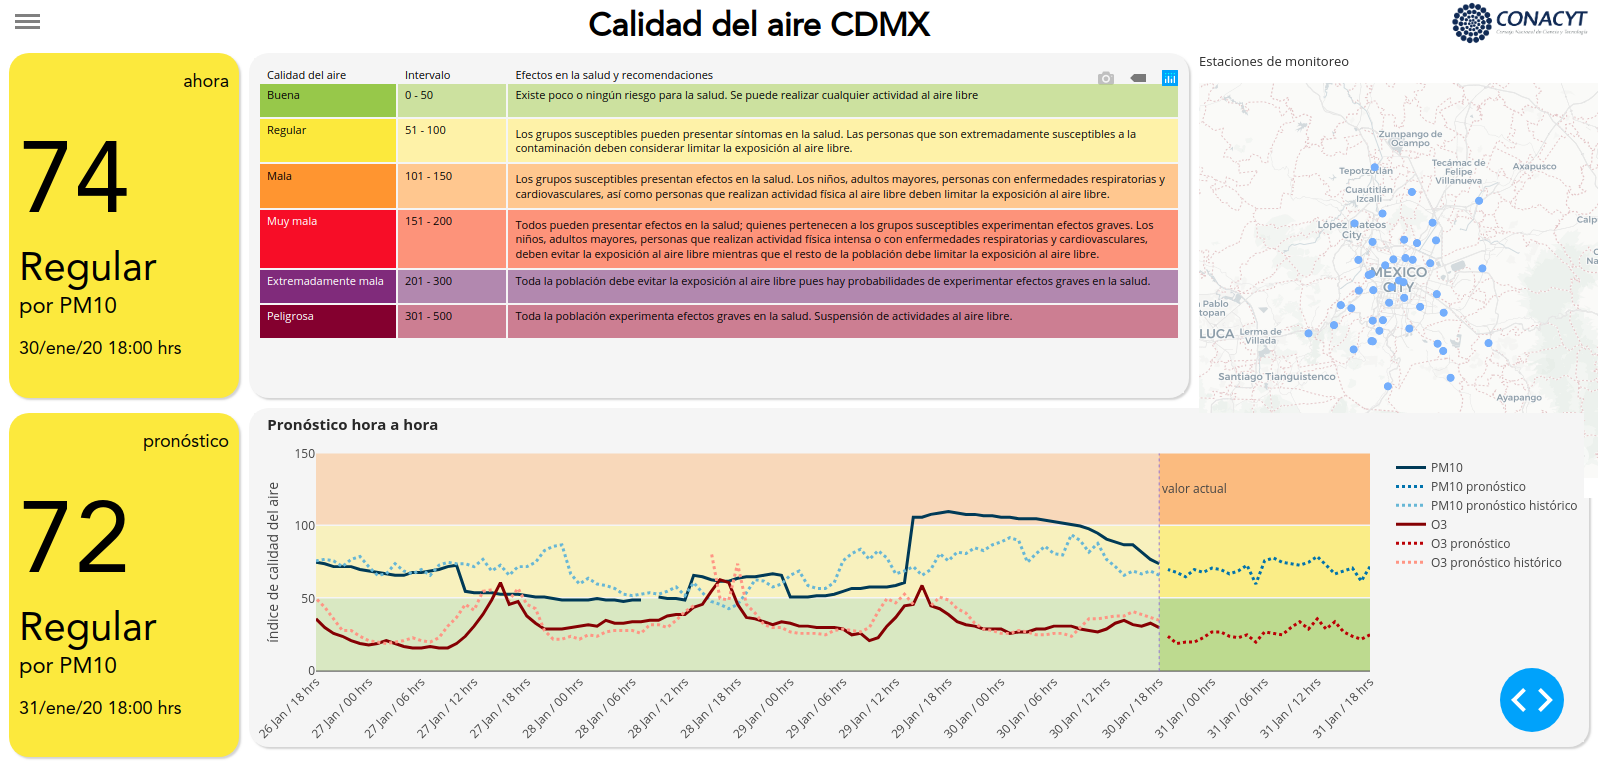 Calidad del aire CDMX
CONACYT
Consejo Nacional de Ciencia y Tecnología
ahora
74
Regular
por PM10
30/ene/20 18:00 hrs
Calidad del aire Intervalo Efectos en la salud y recomendaciones
Buena 0 - 50 Existe poco o ningún riesgo para la salud. Se puede realizar cualquier actividad al aire libre
Regular 51 - 100 Los grupos susceptibles pueden presentar síntomas en la salud. Las personas que son extremadamente susceptibles a la
contaminación deben considerar limitar la exposición al aire libre.
Mala 101 - 150 Los grupos susceptibles presentan efectos en la salud. Los niños, adultos mayores, personas con enfermedades respiratorias y
cardiovasculares, así como personas que realizan actividad física al aire libre deben limitar la exposición al aire libre.
Muy mala 151 - 200 Todos pueden presentar efectos en la salud; quienes pertenecen a los grupos susceptibles experimentan efectos graves. Los
niños, adultos mayores, personas que realizan actividad física intensa o con enfermedades respiratorias y cardiovasculares,
deben evitar la exposición al aire libre mientras que el resto de la población debe limitar la exposición al aire libre.
Extremadamente mala 201 - 300 Toda la población debe evitar la exposición al aire libre pues hay probabilidades de experimentar efectos graves en la salud.
Peligrosa 301 - 500 Toda la población experimenta efectos graves en la salud. Suspensión de actividades al aire libre.
Estaciones de monitoreo
Zumpango de
Ocampo
Tepotzotlán
Tecámac de
Felipe
Villanueva
Axapusco
Cuautitlán
Izcalli
López Mateos
City
Calp
C
Na
MEXICO
CITY
Pablo
topan
LUCA
Lerma de
Villada
Santiago Tianguistenco
Ayapango
pronóstico
72
Regular
por PM10
31/ene/20 18:00 hrs
Pronóstico hora a hora
índice de calidad del aire
150
100
50
0
valor actual
PM10
PM10 pronóstico
PM10 pronóstico histórico
O3
O3 pronóstico
O3 pronóstico histórico
26 Jan / 18 hrs
27 Jan / 00 hrs
27 Jan / 06 hrs
27 Jan / 12 hrs
27 Jan / 18 hrs
28 Jan / 00 hrs
28 Jan / 06 hrs
28 Jan / 12 hrs
28 Jan / 18 hrs
29 Jan / 00 hrs
29 Jan / 06 hrs
29 Jan / 12 hrs
29 Jan / 18 hrs
30 Jan / 00 hrs
30 Jan / 06 hrs
30 Jan / 12 hrs
30 Jan / 18 hrs
31 Jan / 00 hrs
31 Jan / 06 hrs
31 Jan / 12 hrs
31 Jan / 18 hrs